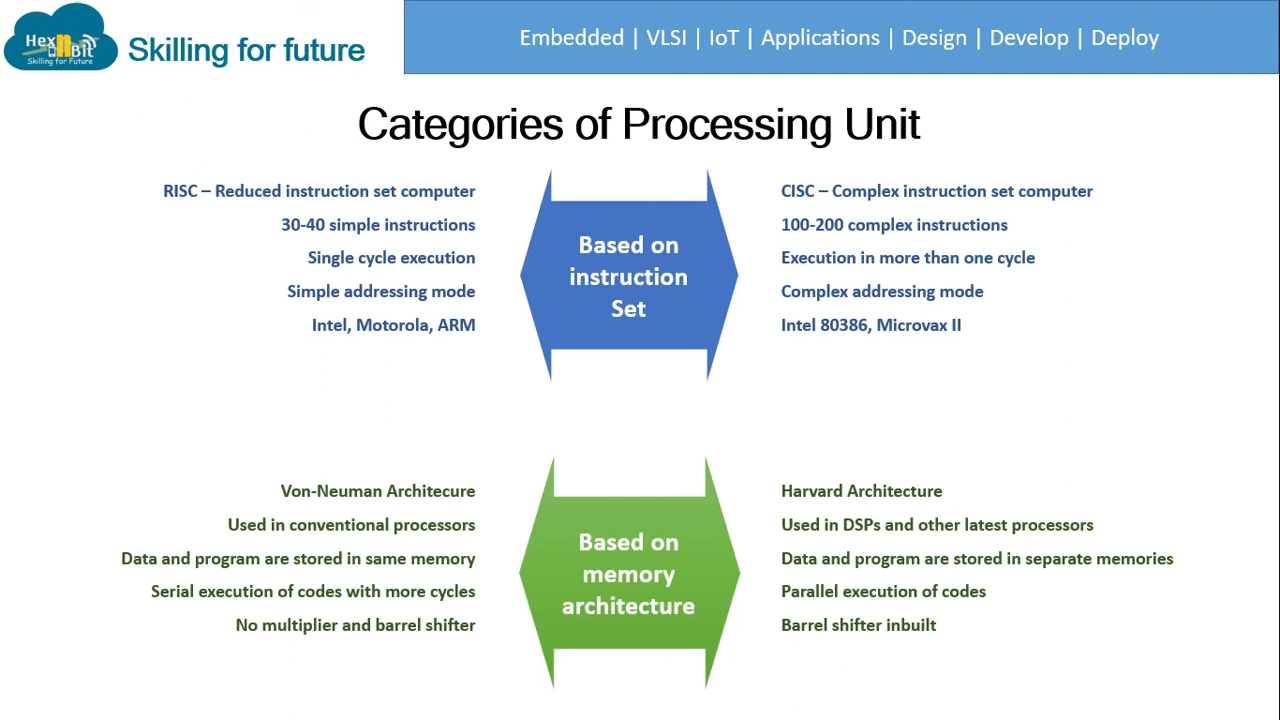 Hex n Bit
Skilling for Future
Skilling for future
Embedded | VLSI | IoT | Applications | Design | Develop | Deploy
Categories of Processing Unit
RISC – Reduced instruction set computer
30-40 simple instructions
Single cycle execution
Simple addressing mode
Intel, Motorola, ARM
Based on
instruction
Set
CISC – Complex instruction set computer
100-200 complex instructions
Execution in more than one cycle
Complex addressing mode
Intel 80386, Microvax II
Von-Neuman Architecure
Used in conventional processors
Data and program are stored in same memory
Serial execution of codes with more cycles
No multiplier and barrel shifter
Based on
memory
architecture
Harvard Architecture
Used in DSPs and other latest processors
Data and program are stored in separate memories
Parallel execution of codes
Barrel shifter inbuilt